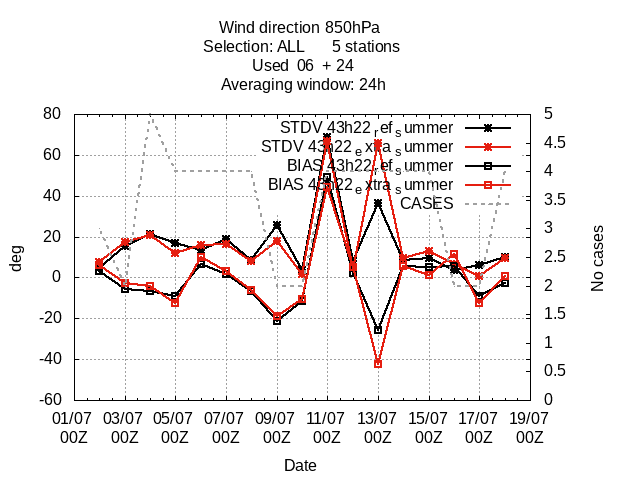 Wind direction 850hPa
Selection: ALL 5 stations
Used 06 + 24
Averaging window: 24h
80
60
40
20
0
-20
-40
-60
deg
5
4.5
4
3.5
3
2.5
2
1.5
1
0.5
0
No cases
STDV 43h22_ref_summer
STDV 43h22_extra_summer
BIAS 43h22_ref_summer
BIAS 43h22_extra_summer
CASES
01/07 03/07 05/07 07/07 09/07 11/07 13/07 15/07 17/07 19/07
00Z 00Z 00Z 00Z 00Z 00Z 00Z 00Z 00Z 00Z
Date